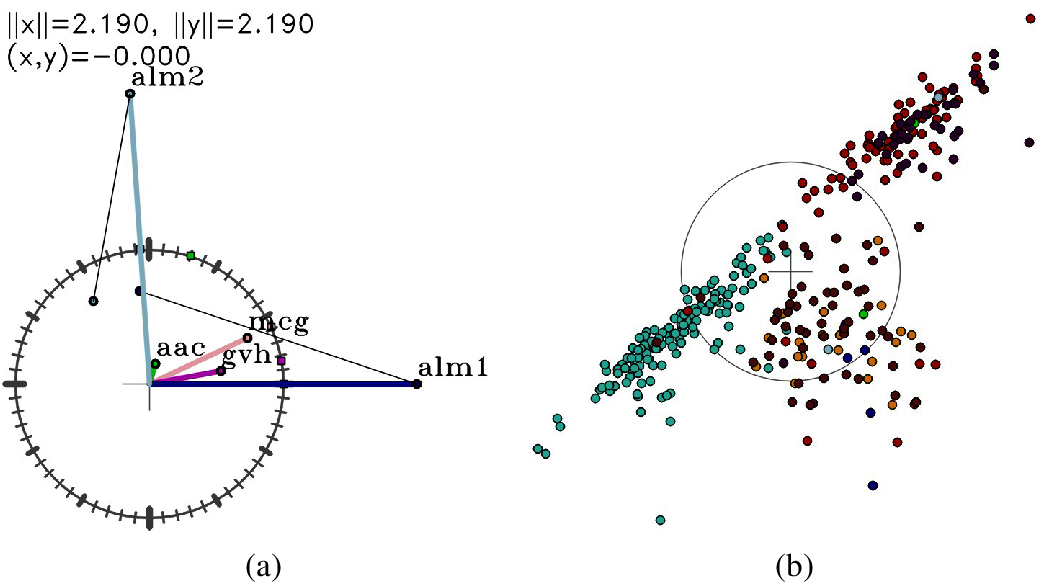 ||x||=2.190, ||y||=2.190
(x,y)=−0.000
alm2
mcg
aac
gvh
alm1
(a)
(b)